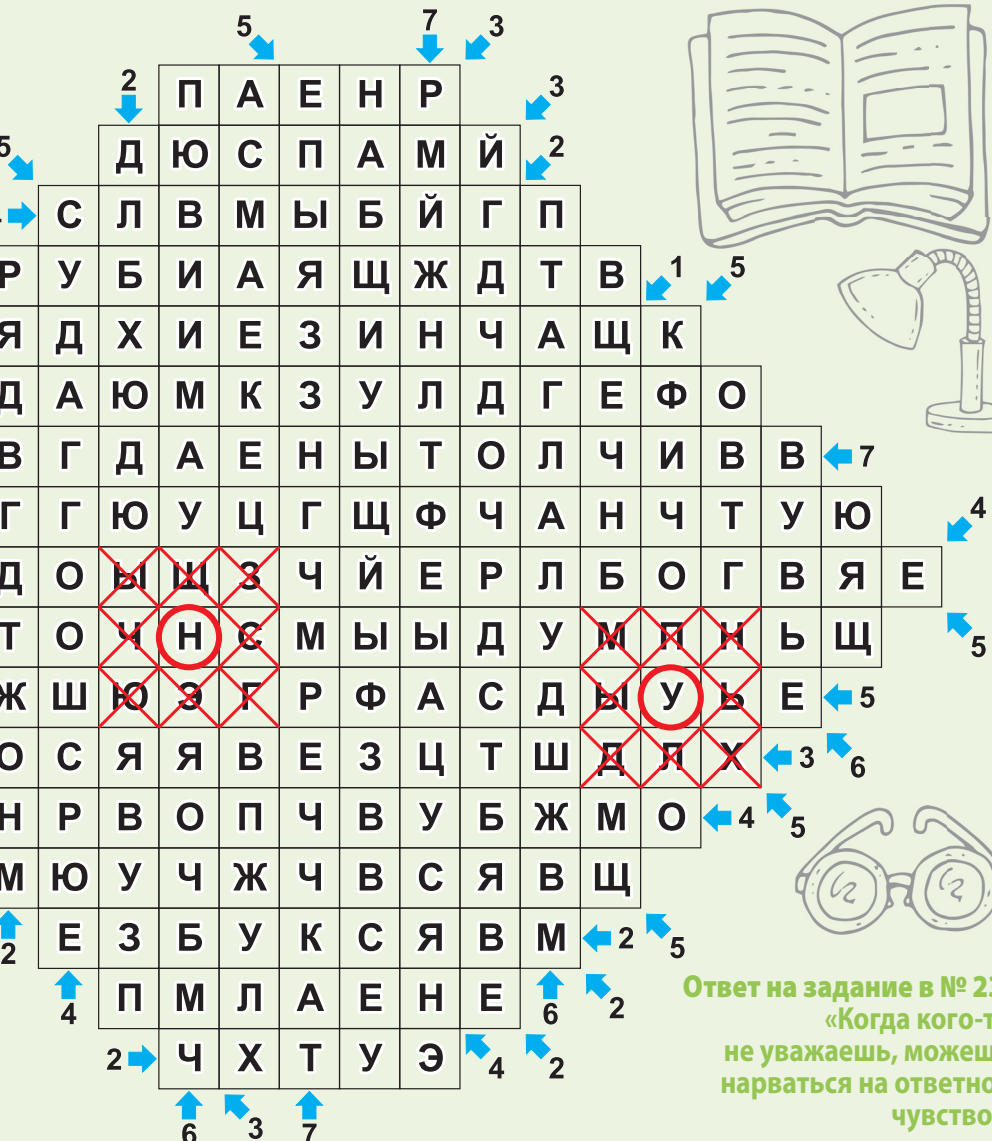 5 7 3
2 П А Е Н Р 3
5 Д Ю С П А М Й 2
С Л В М Ы Б Й Г П
Р У Б И А Я Щ Ж Д Т В 1 5
Я Д Х И Е З И Н Ч А Щ К
Д А Ю М К З У Л Д Г Е Ф О
В Г Д А Е Н Ы Т О Л Ч И В В 7
Г Г Ю У Ц Г Щ Ф Ч А Н Ч Т У Ю 4
Д О Ы Щ З Ч Й Е Р Л Б О Г В Я Е
Т О Ч Н С М Ы Ы Д У М П Н Ь Щ 5
Ж Ш Ю Э Г Р Ф А С Д Ы У Ь Е 5
О С Я Я В Е З Ц Т Ш Д Л Х 3 6
Н Р В О П Ч В У Б Ж М О 4 5
М Ю У Ч Ж Ч В С Я В Щ
2 Е З Б У К С Я В М 2 5
4 П М Л А Е Н Е 6 2
2 Ч Х Т У Э 4 2
6 3 7
Ответ на задание в №
«Когда кого-т
не уважаешь, можеш
нарваться на ответно
чувство